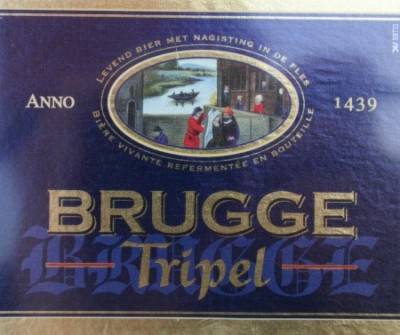 LEVEND BIER MET NAGISTING IN DE FLES
ANNO 1439
BIÈRE VIVANTE REFERMENTÉE EN BOUTEILLE
BRUGGE
BRUGGE
Tripel